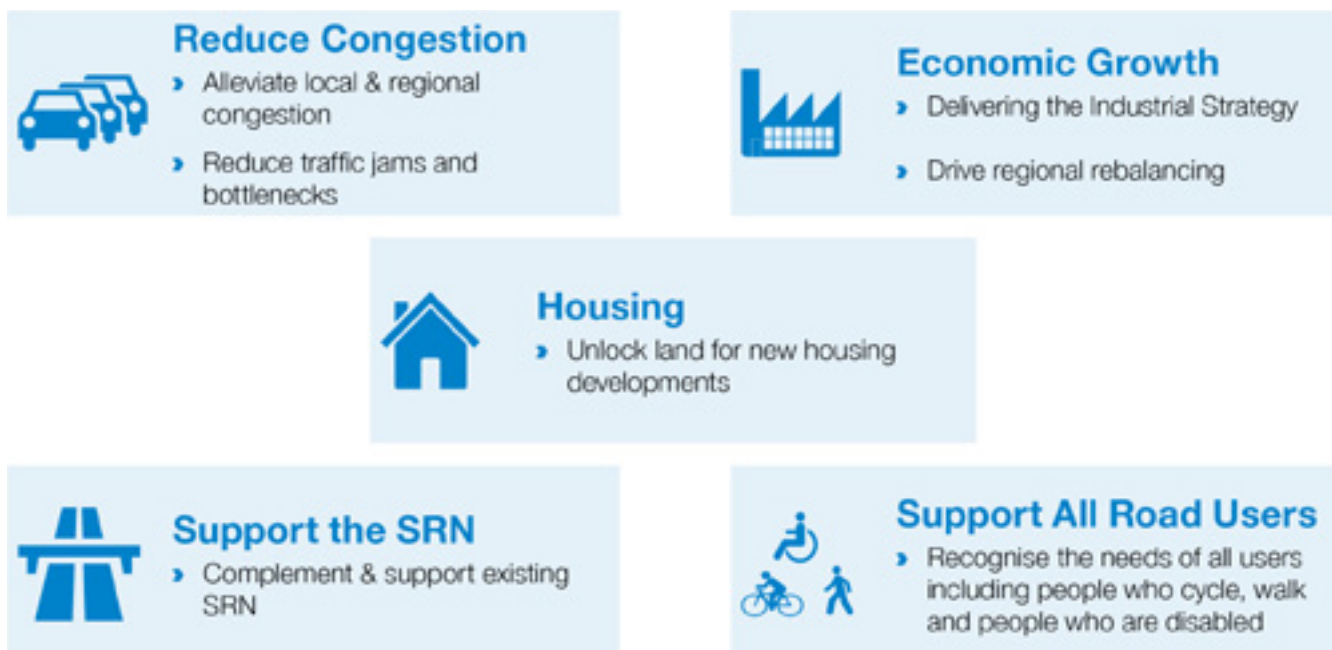 Reduce Congestion
› Alleviate local & regional
congestion
› Reduce traffic jams and
bottlenecks
Economic Growth
› Delivering the Industrial Strategy
› Drive regional rebalancing
Housing
› Unlock land for new housing
developments
Support the SRN
› Complement & support existing
SRN
Support All Road Users
› Recognise the needs of all users
including people who cycle, walk
and people who are disabled